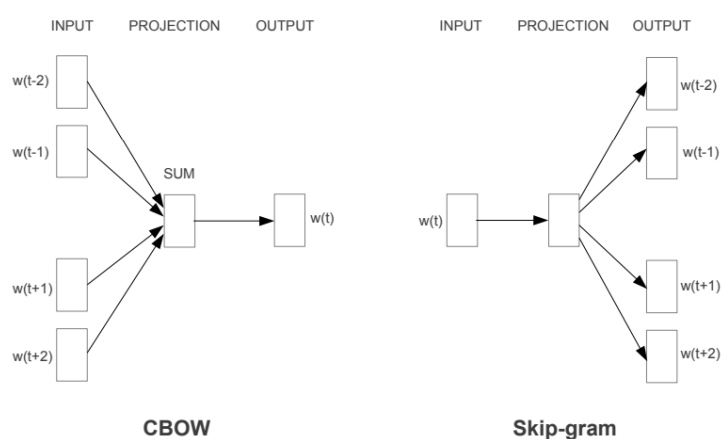 INPUT PROJECTION OUTPUT
w(t-2)
w(t-1)
SUM
w(t)
w(t+1)
w(t+2)
CBOW
INPUT PROJECTION OUTPUT
w(t-2)
w(t-1)
w(t)
w(t+1)
w(t+2)
Skip-gram